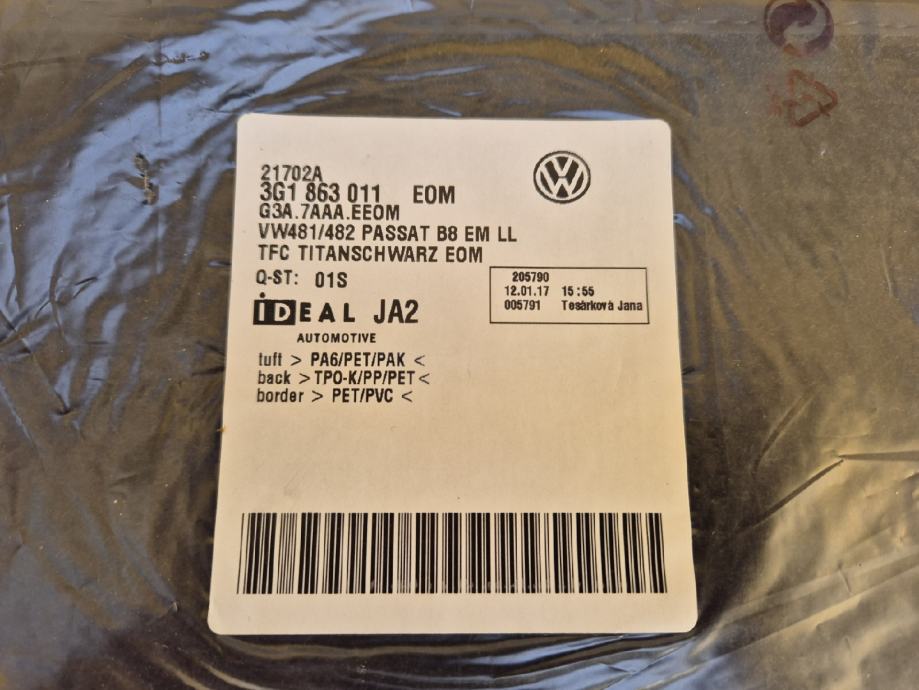 21702A
3G1 863 011 EOM
G3A.7AAA.EEOM
VW481/482 PASSAT B8 EM LL
TFC TITANSCHWARZ EOM
Q-ST: 01S
205790
12.01.17 15:55
005791 Tesárková Jana
iDEAL JA2
AUTOMOTIVE
tuft > PA6/PET/PAK <
back > TPO-K/PP/PET <
border > PET/PVC <